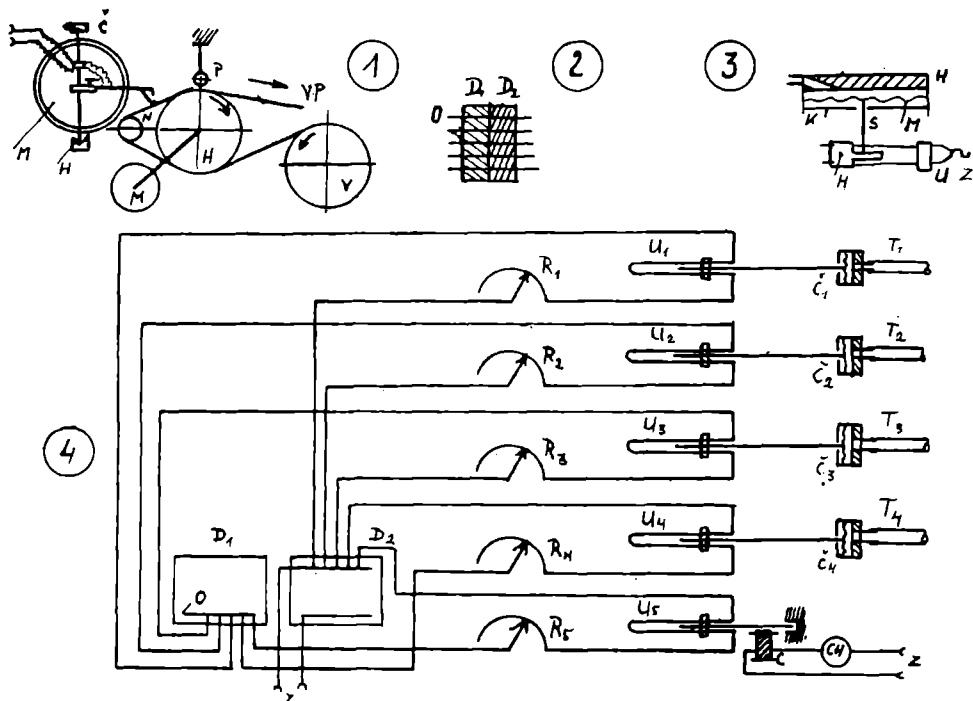 Č
1
2
3
P
VP
N
M
H
H
M
V
D₁ D₂
O
H
K
S
M
H
U
Z
4
U₁
R₁
Č₁
T₁
U₂
R₂
Č₂
T₂
U₃
R₃
Č₃
T₃
U₄
R₄
Č₄
T₄
D₁
D₂
O
U₅
R₅
C
Z
Z